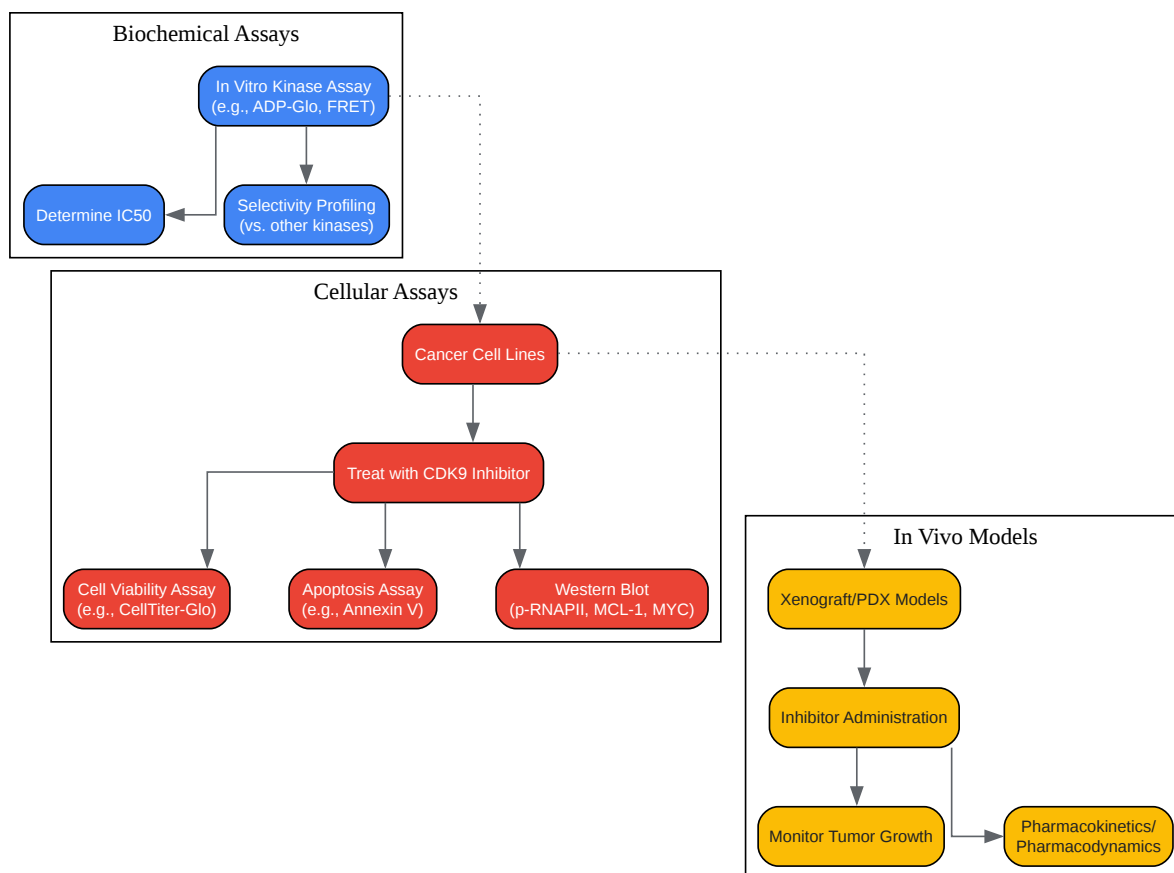 Biochemical Assays
In Vitro Kinase Assay
(e.g., ADP-Glo, FRET)
Determine IC50
Selectivity Profiling
(vs. other kinases)
Cellular Assays
Cancer Cell Lines
Treat with CDK9 Inhibitor
Cell Viability Assay
(e.g., CellTiter-Glo)
Apoptosis Assay
(e.g., Annexin V)
Western Blot
(p-RNAPII, MCL-1, MYC)
In Vivo Models
Xenograft/PDX Models
Inhibitor Administration
Monitor Tumor Growth
Pharmacokinetics/
Pharmacodynamics